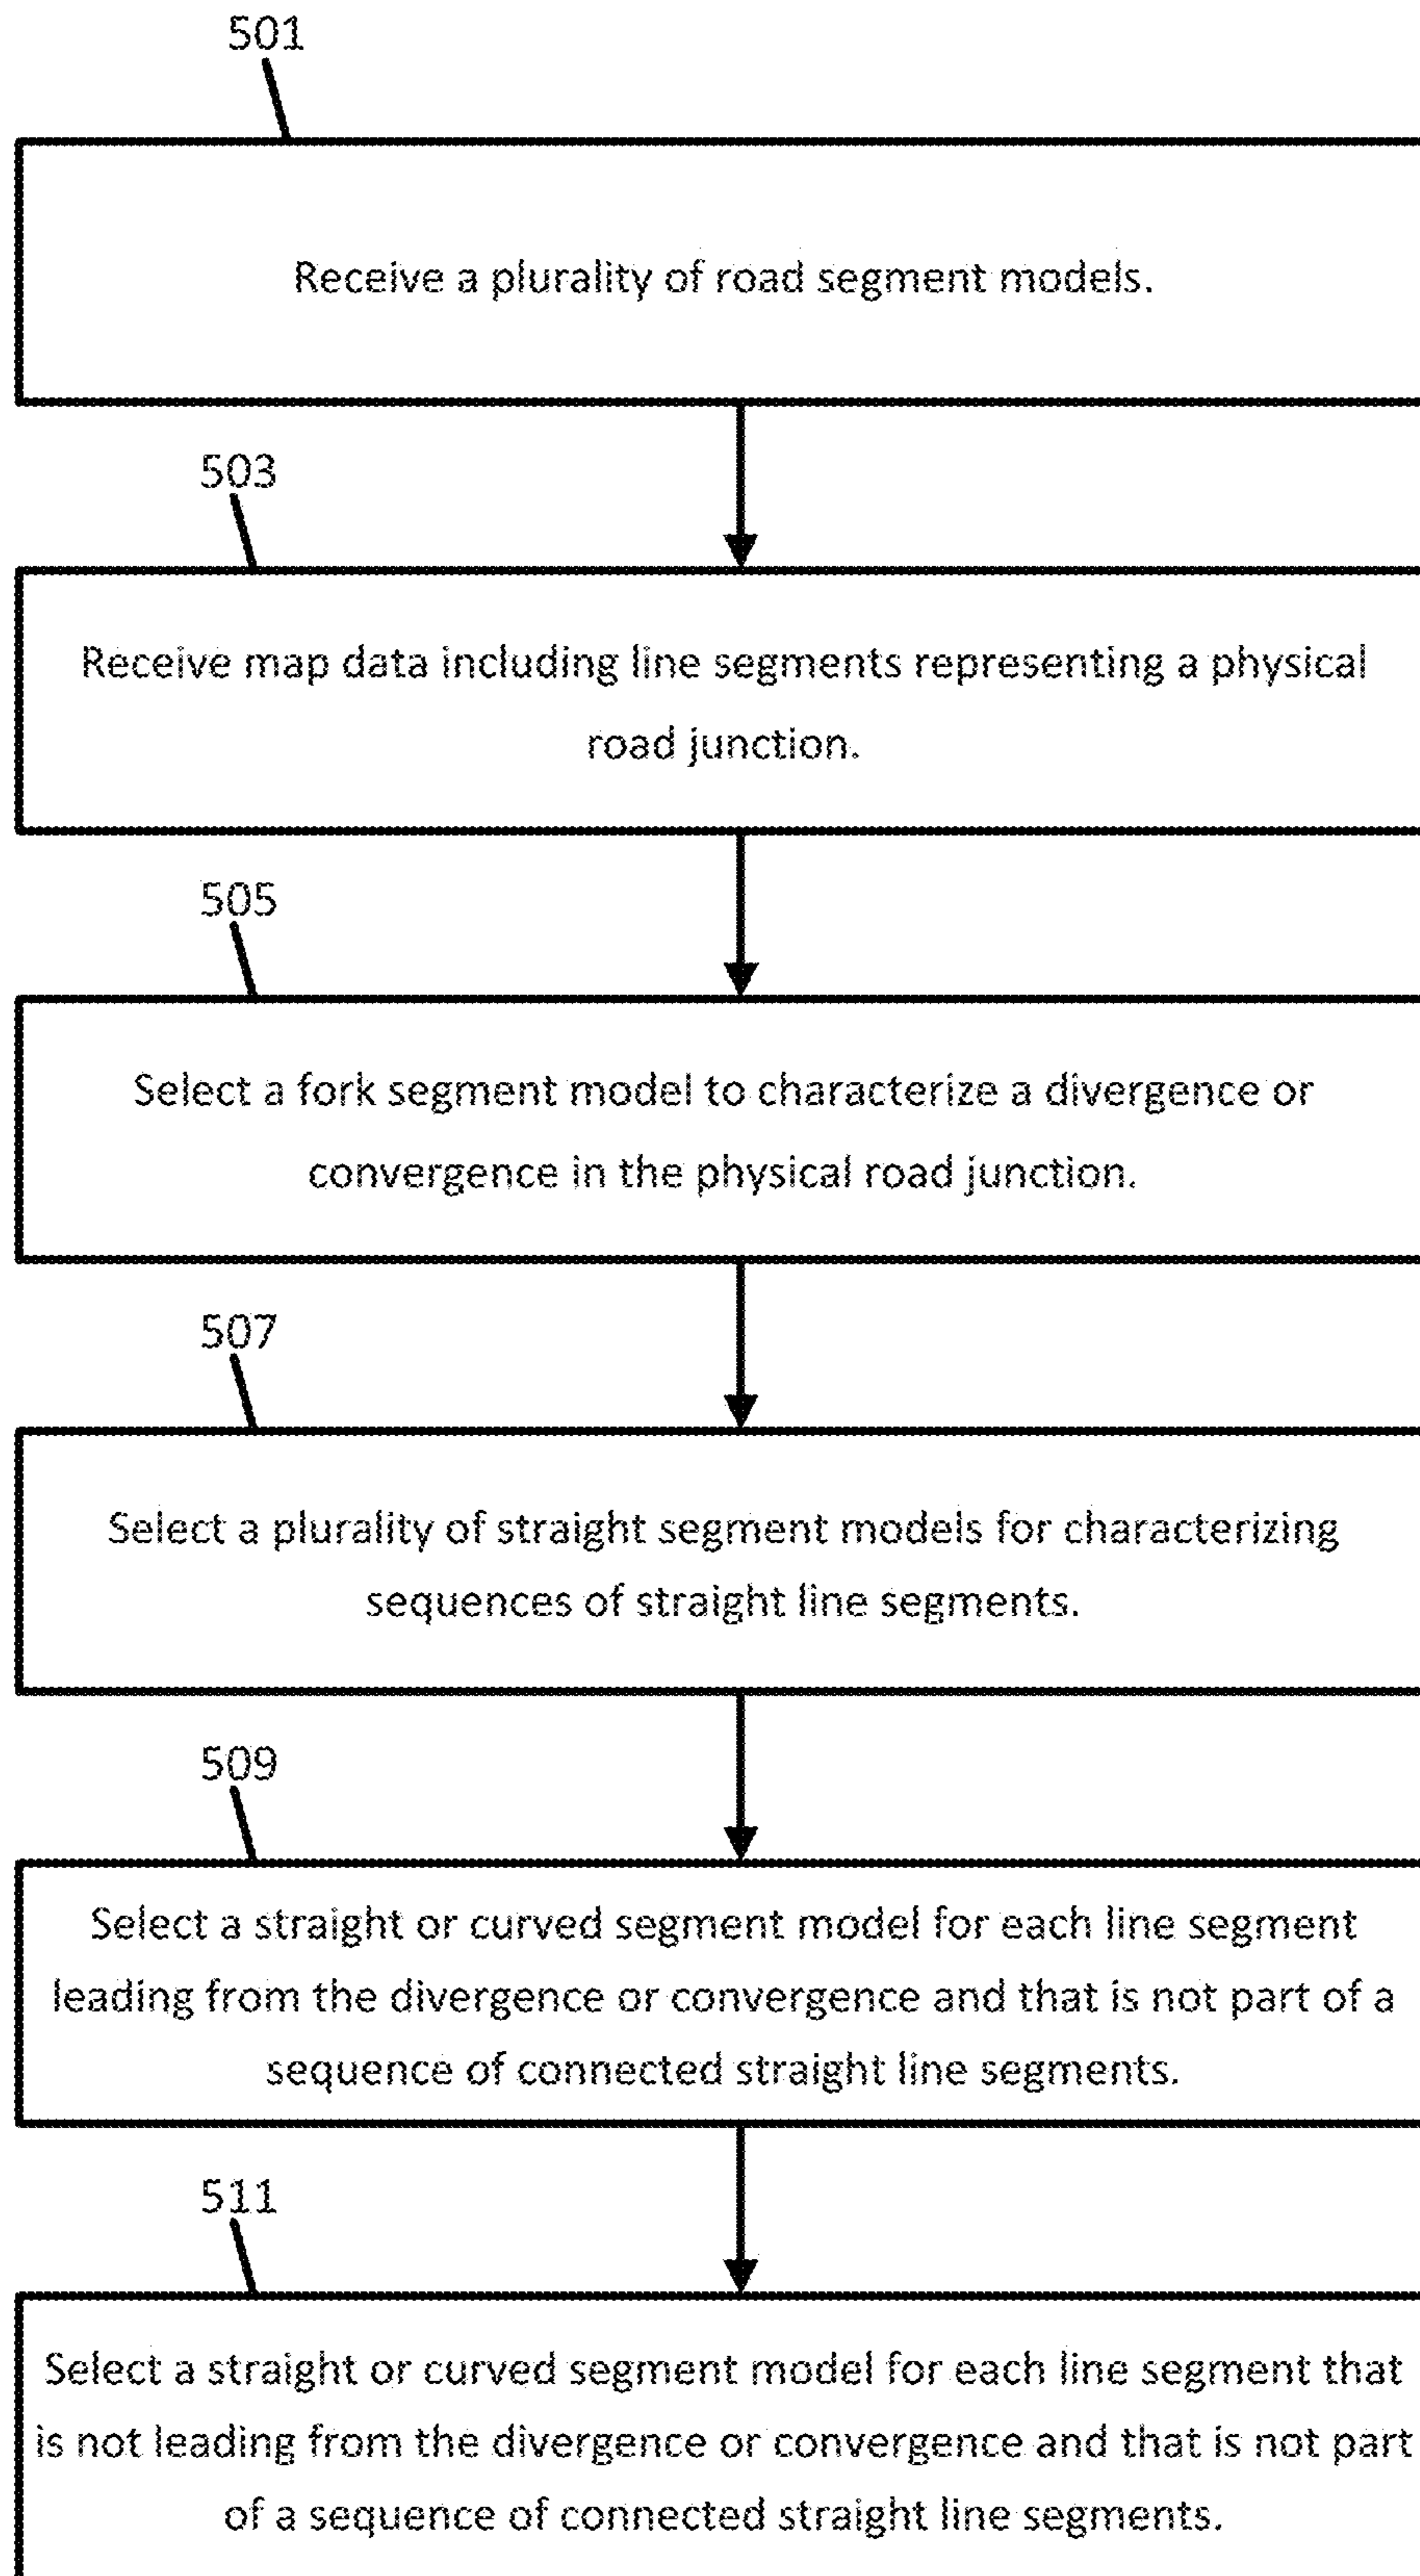 501
Receive a plurality of road segment models.
503
Receive map data including line segments representing a physical
road junction.
505
Select a fork segment model to characterize a divergence or
convergence in the physical road junction.
507
Select a plurality of straight segment models for characterizing
sequences of straight line segments.
509
Select a straight or curved segment model for each line segment
leading from the divergence or convergence and that is not part of a
sequence of connected straight line segments.
511
Select a straight or curved segment model for each line segment that
is not leading from the divergence or convergence and that is not part
of a sequence of connected straight line segments.